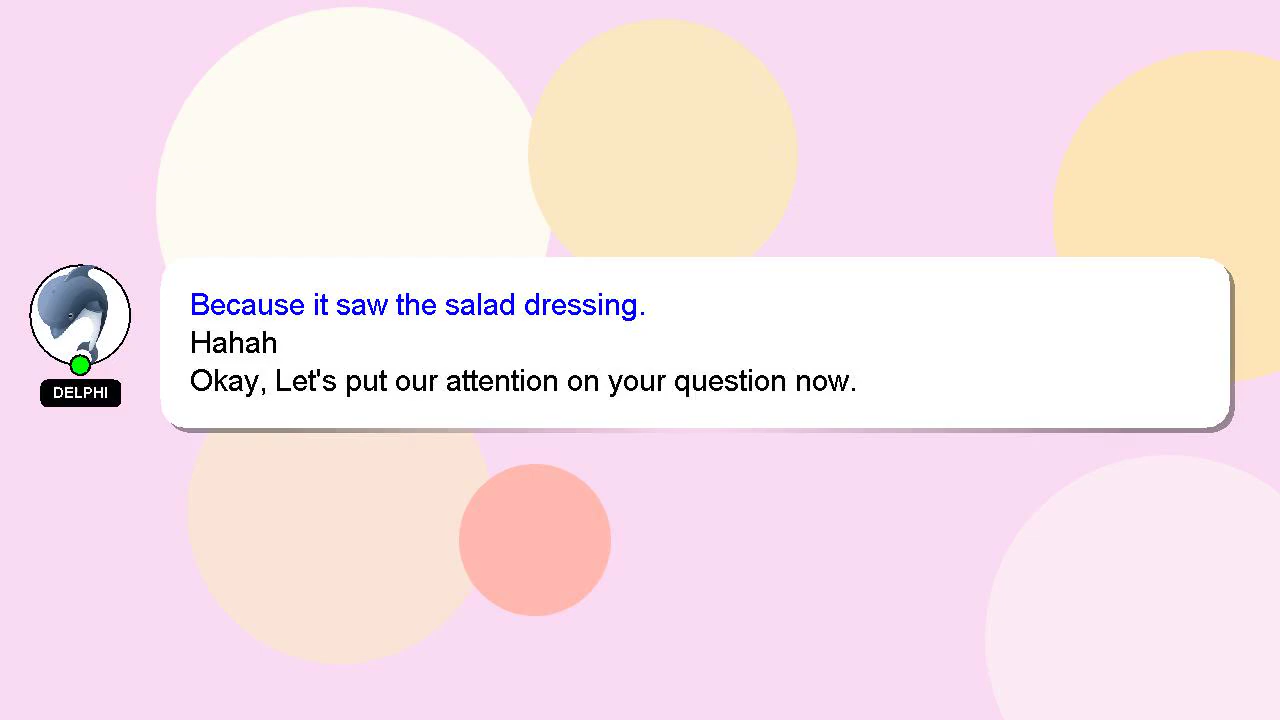 Because it saw the salad dressing.
Hahah
Okay, Let's put our attention on your question now.
DELPHI